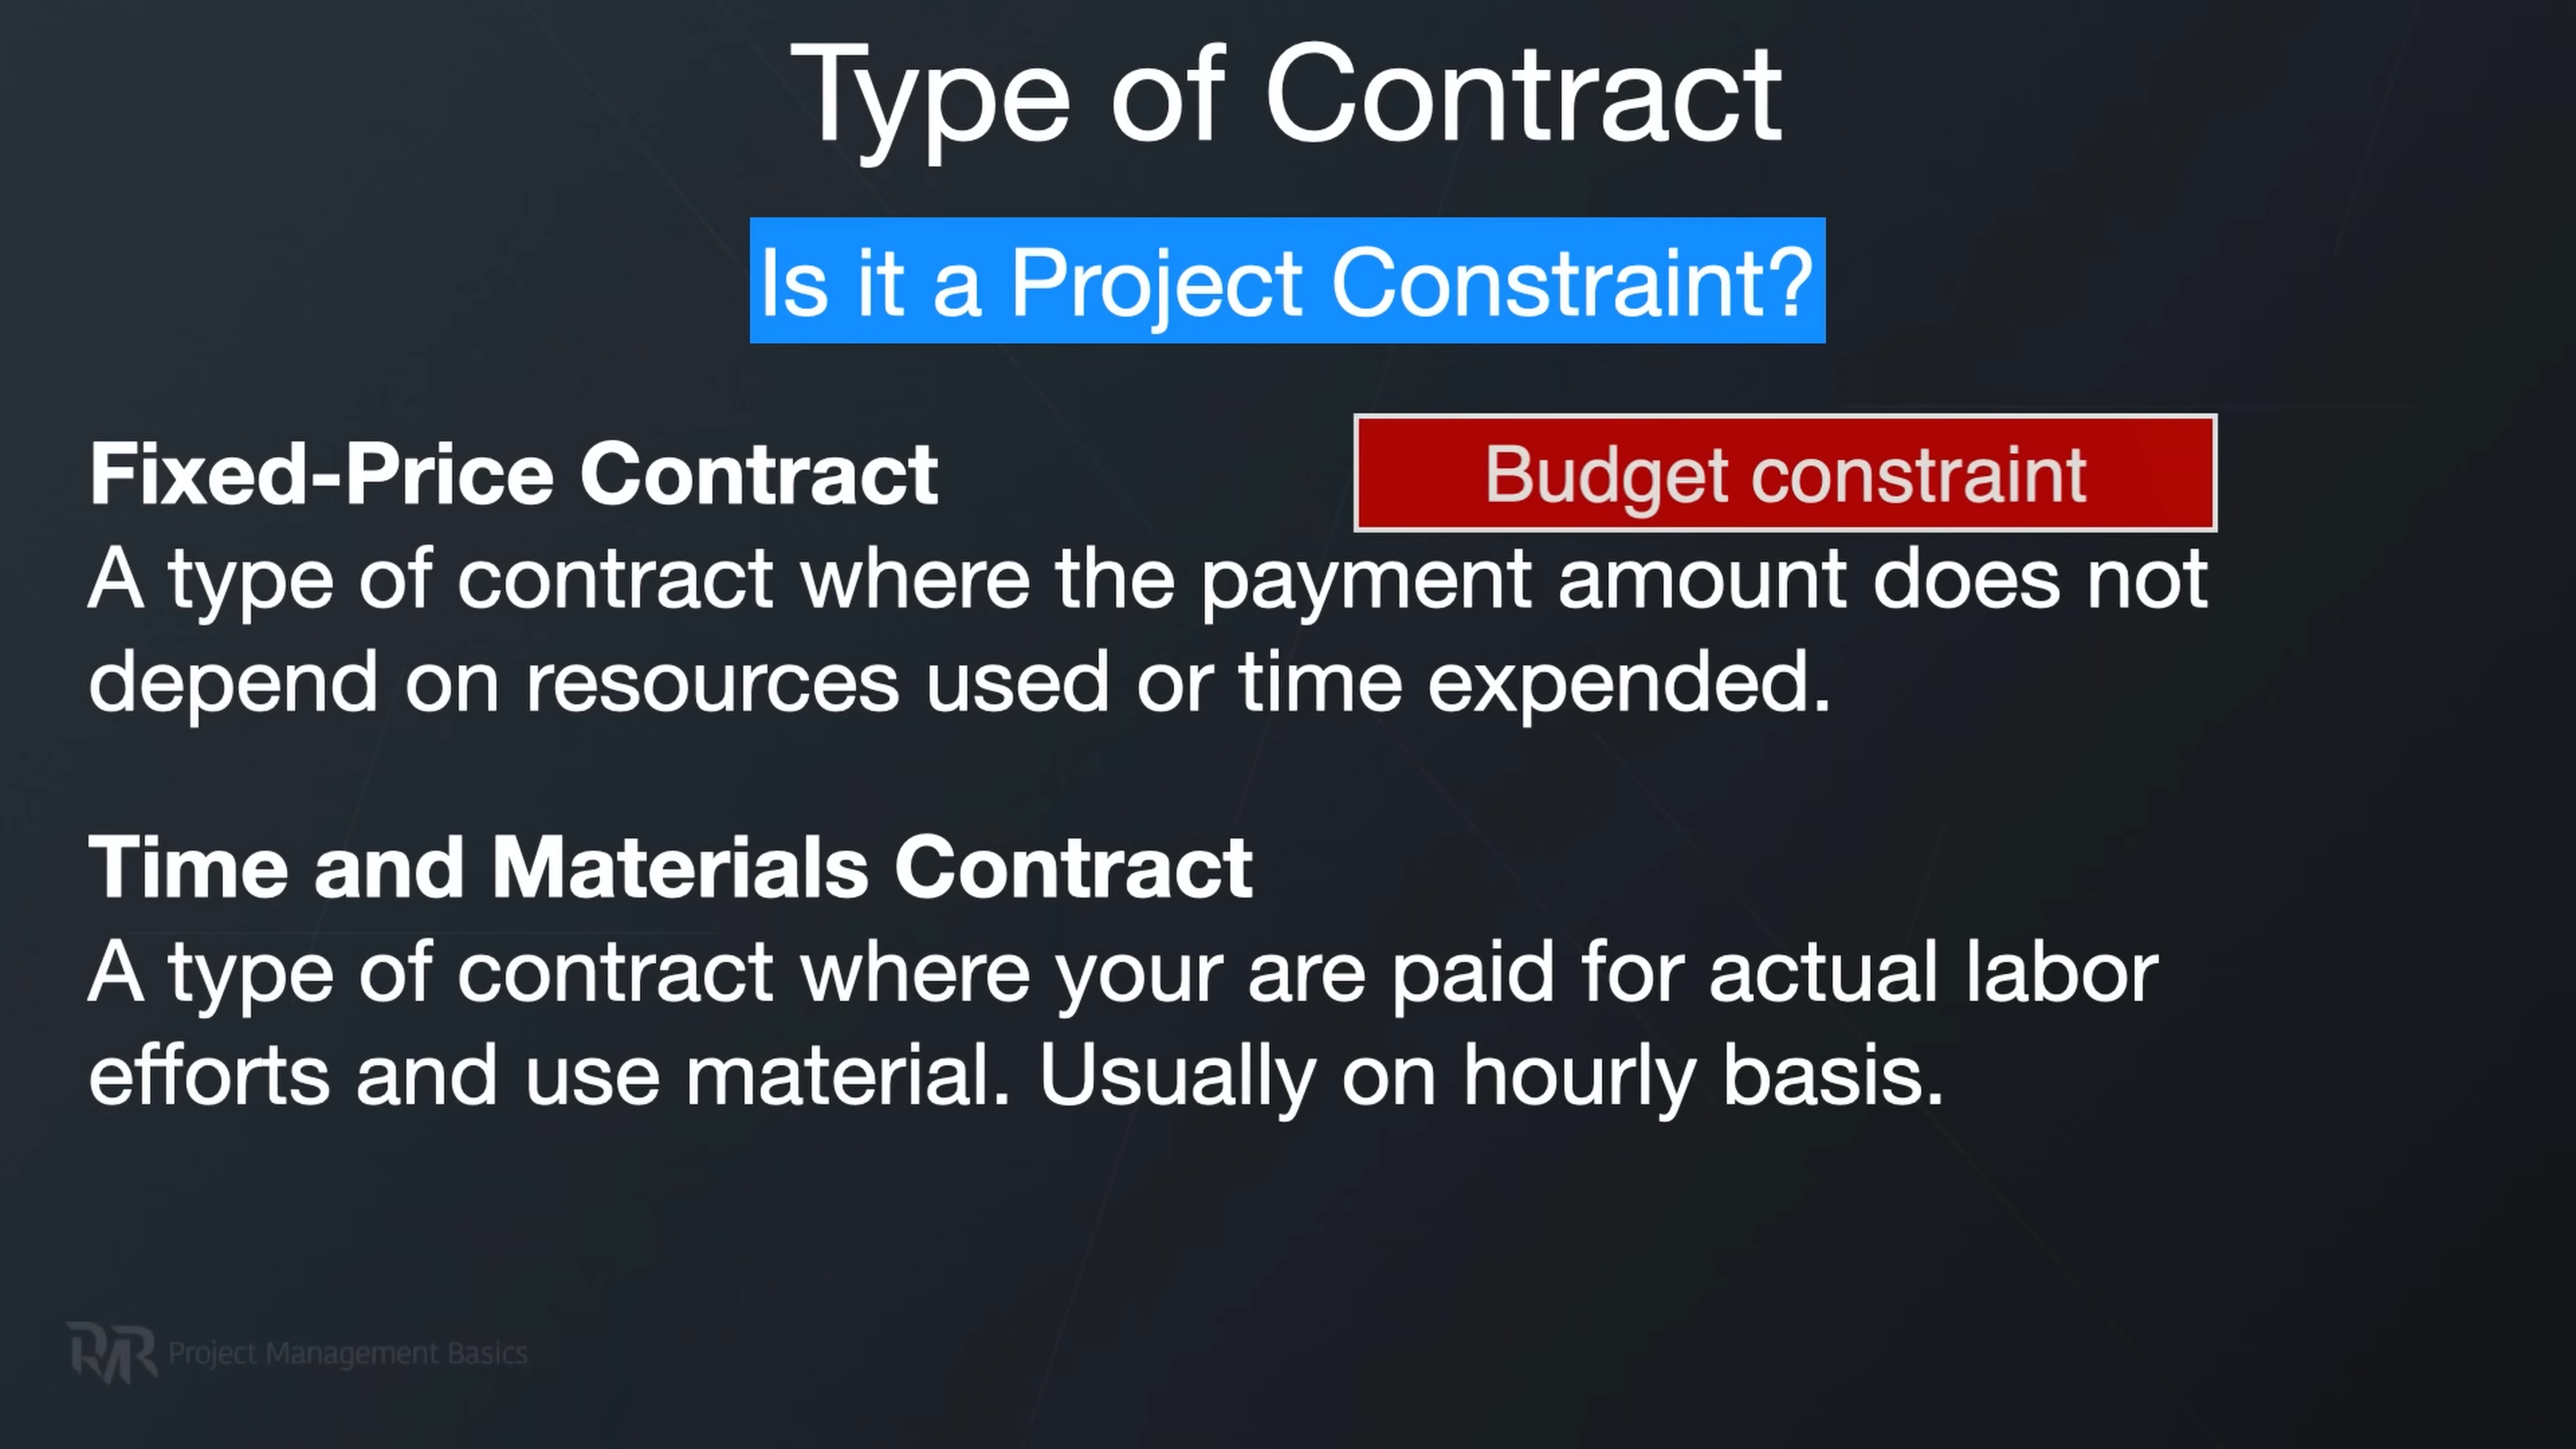 Type of Contract
Is it a Project Constraint?
Fixed-Price Contract
Budget constraint
A type of contract where the payment amount does not
depend on resources used or time expended.
Time and Materials Contract
A type of contract where your are paid for actual labor
efforts and use material. Usually on hourly basis.
Project Management Basics